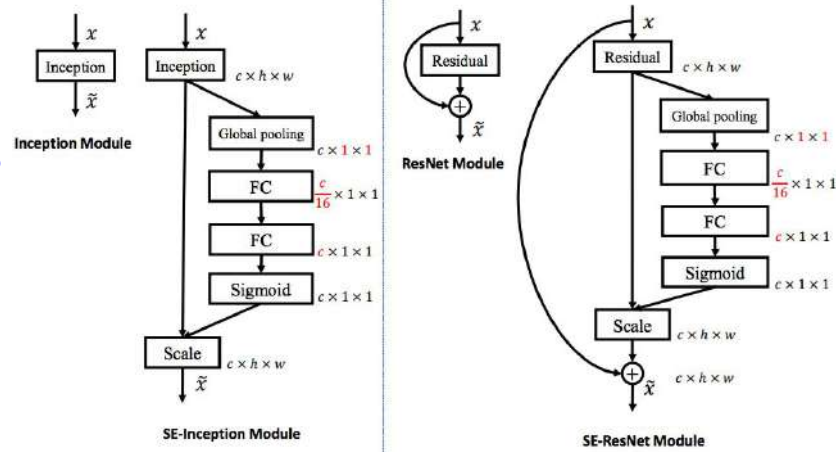 x
Inception
x̃
Inception Module
x
Inception
c × h × w
Global pooling
c × 1 × 1
FC
c/16 × 1 × 1
FC
c × 1 × 1
Sigmoid
c × 1 × 1
Scale
c × h × w
x̃
SE-Inception Module
x
Residual
+
x̃
ResNet Module
x
Residual
c × h × w
Global pooling
c × 1 × 1
FC
c/16 × 1 × 1
FC
c × 1 × 1
Sigmoid
c × 1 × 1
Scale
c × h × w
+
c × h × w
x̃
SE-ResNet Module